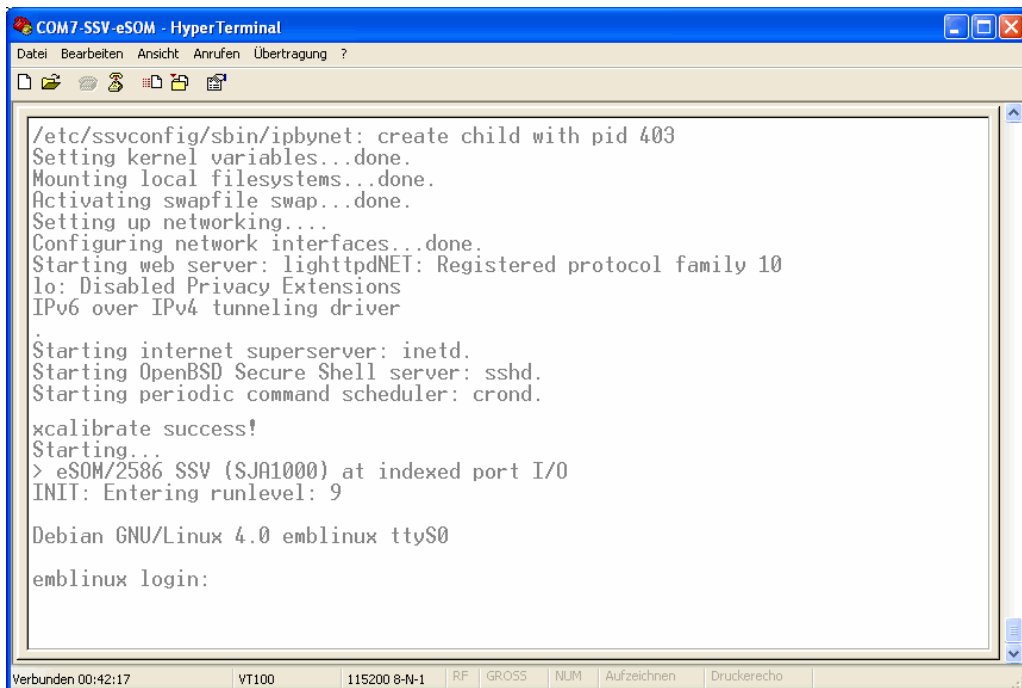 COM7-SSV-eSOM - HyperTerminal
Datei Bearbeiten Ansicht Anrufen Übertragung ?
/etc/ssvconfig/sbin/ipbynet: create child with pid 403
Setting kernel variables...done.
Mounting local filesystems...done.
Activating swapfile swap...done.
Setting up networking....
Configuring network interfaces...done.
Starting web server: lighttpdNET: Registered protocol family 10
lo: Disabled Privacy Extensions
IPv6 over IPv4 tunneling driver
.
Starting internet superserver: inetd.
Starting OpenBSD Secure Shell server: sshd.
Starting periodic command scheduler: crond.
xcalibrate success!
Starting...
> eSOM/2586 SSV (SJA1000) at indexed port I/O
INIT: Entering runlevel: 9
Debian GNU/Linux 4.0 emblinux ttyS0
emblinux login:
Verbunden 00:42:17 VT100 115200 8-N-1 RF GROSS NUM Aufzeichnen Druckerecho